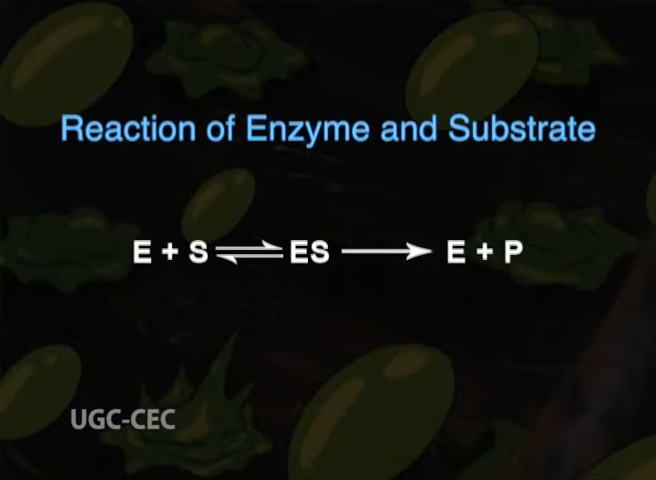 Reaction of Enzyme and Substrate
E + S ⇌ ES ⟶ E + P
UGC-CEC